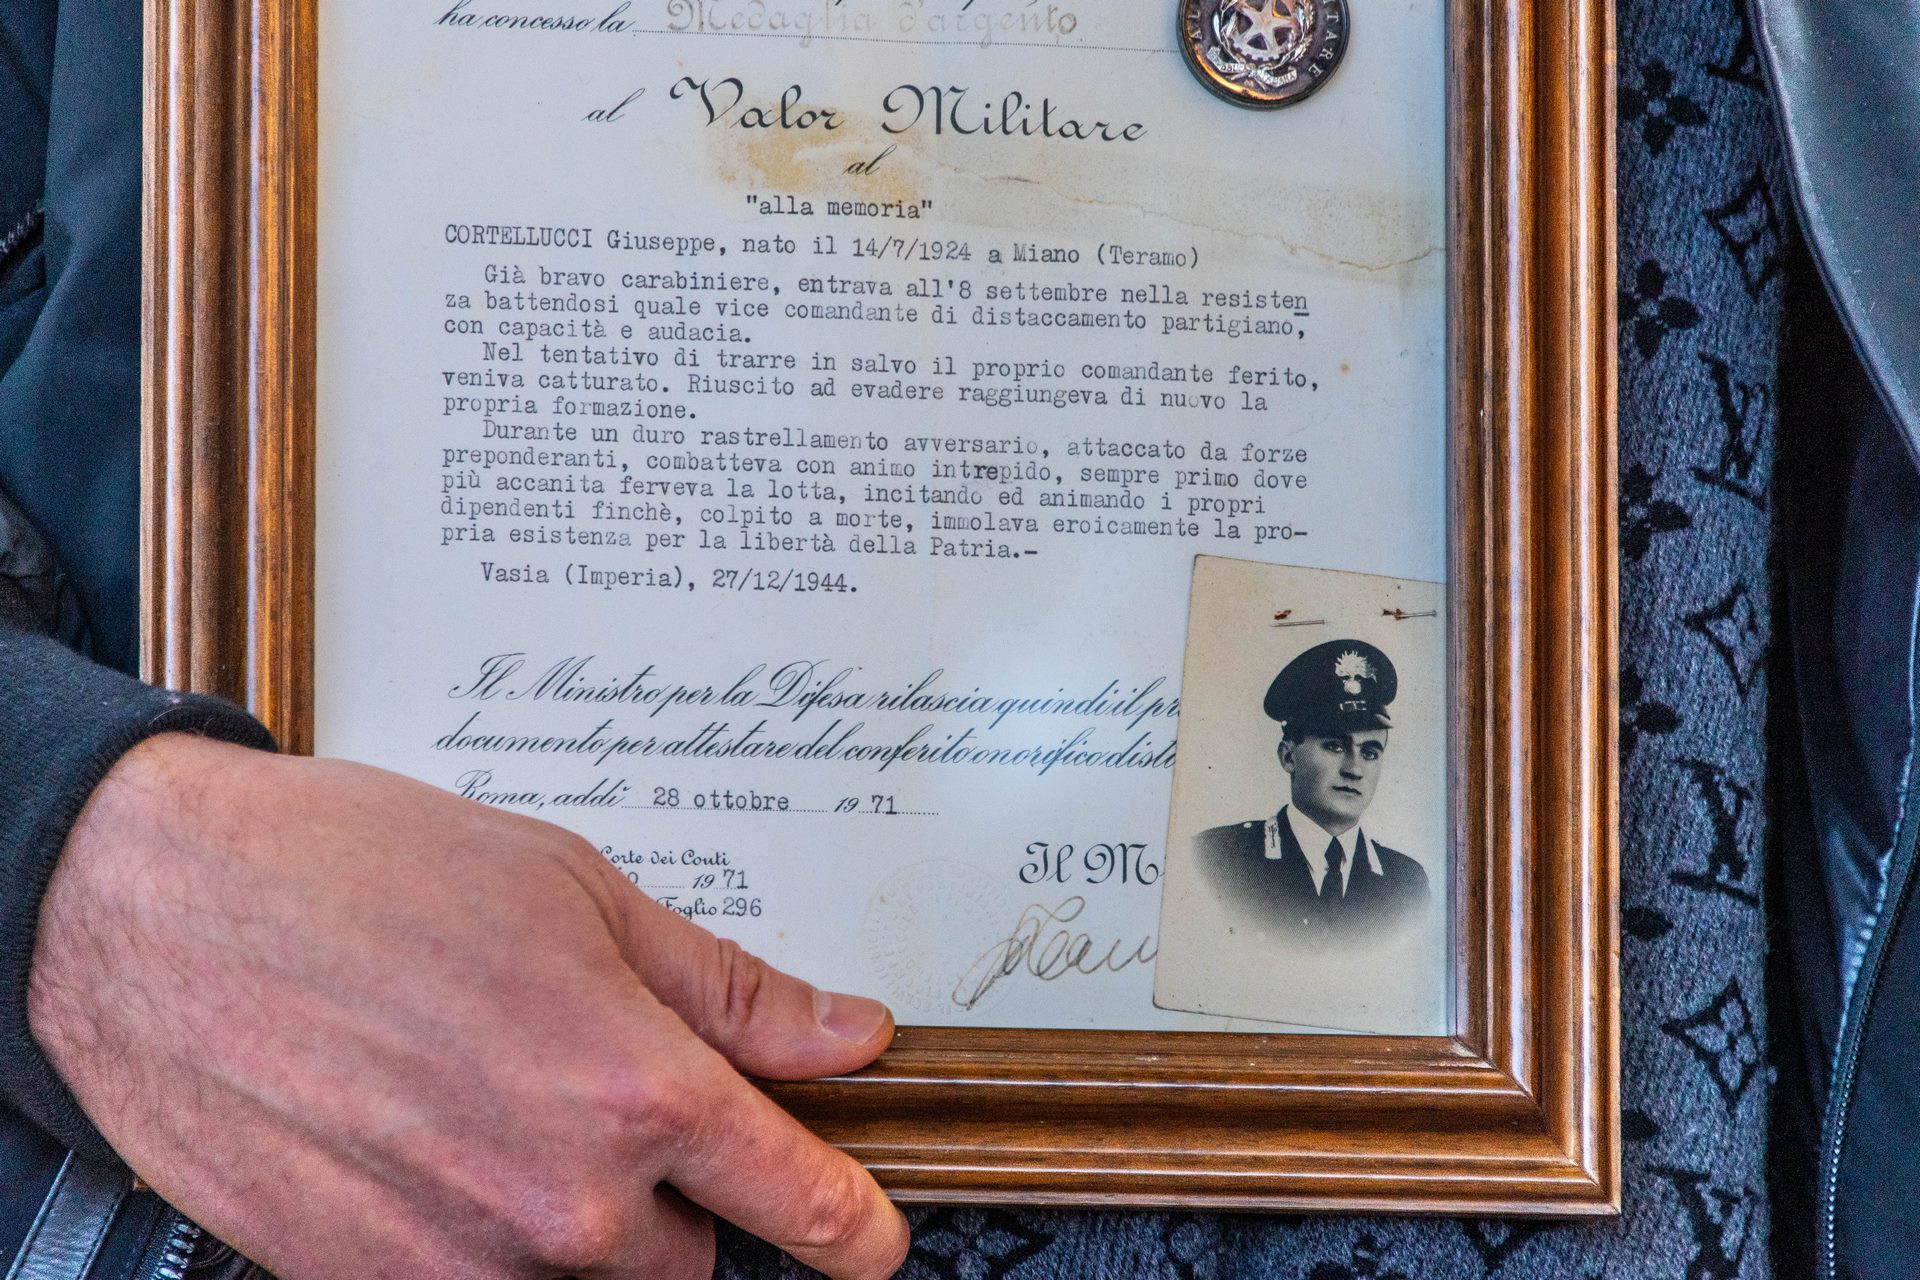 ha concesso la Medaglia d'argento
al Valor Militare
al
"alla memoria"
CORTELLUCCI Giuseppe, nato il 14/7/1924 a Miano (Teramo)
Già bravo carabiniere, entrava all'8 settembre nella resisten
za battendosi quale vice comandante di distaccamento partigiano,
con capacità e audacia.
Nel tentativo di trarre in salvo il proprio comandante ferito,
veniva catturato. Riuscito ad evadere raggiungeva di nuovo la
propria formazione.
Durante un duro rastrellamento avversario, attaccato da forze
preponderanti, combatteva con animo intrepido, sempre primo dove
più accanita ferveva la lotta, incitando ed animando i propri
dipendenti finchè, colpito a morte, immolava eroicamente la pro-
pria esistenza per la libertà della Patria.-
Vasia (Imperia), 27/12/1944.
Il Ministro per la Difesa rilascia quindi il pr
documento per attestare del conferito onorifico disti
Roma, addì 28 ottobre 1971
Corte dei Conti
1971
Foglio 296
Il M